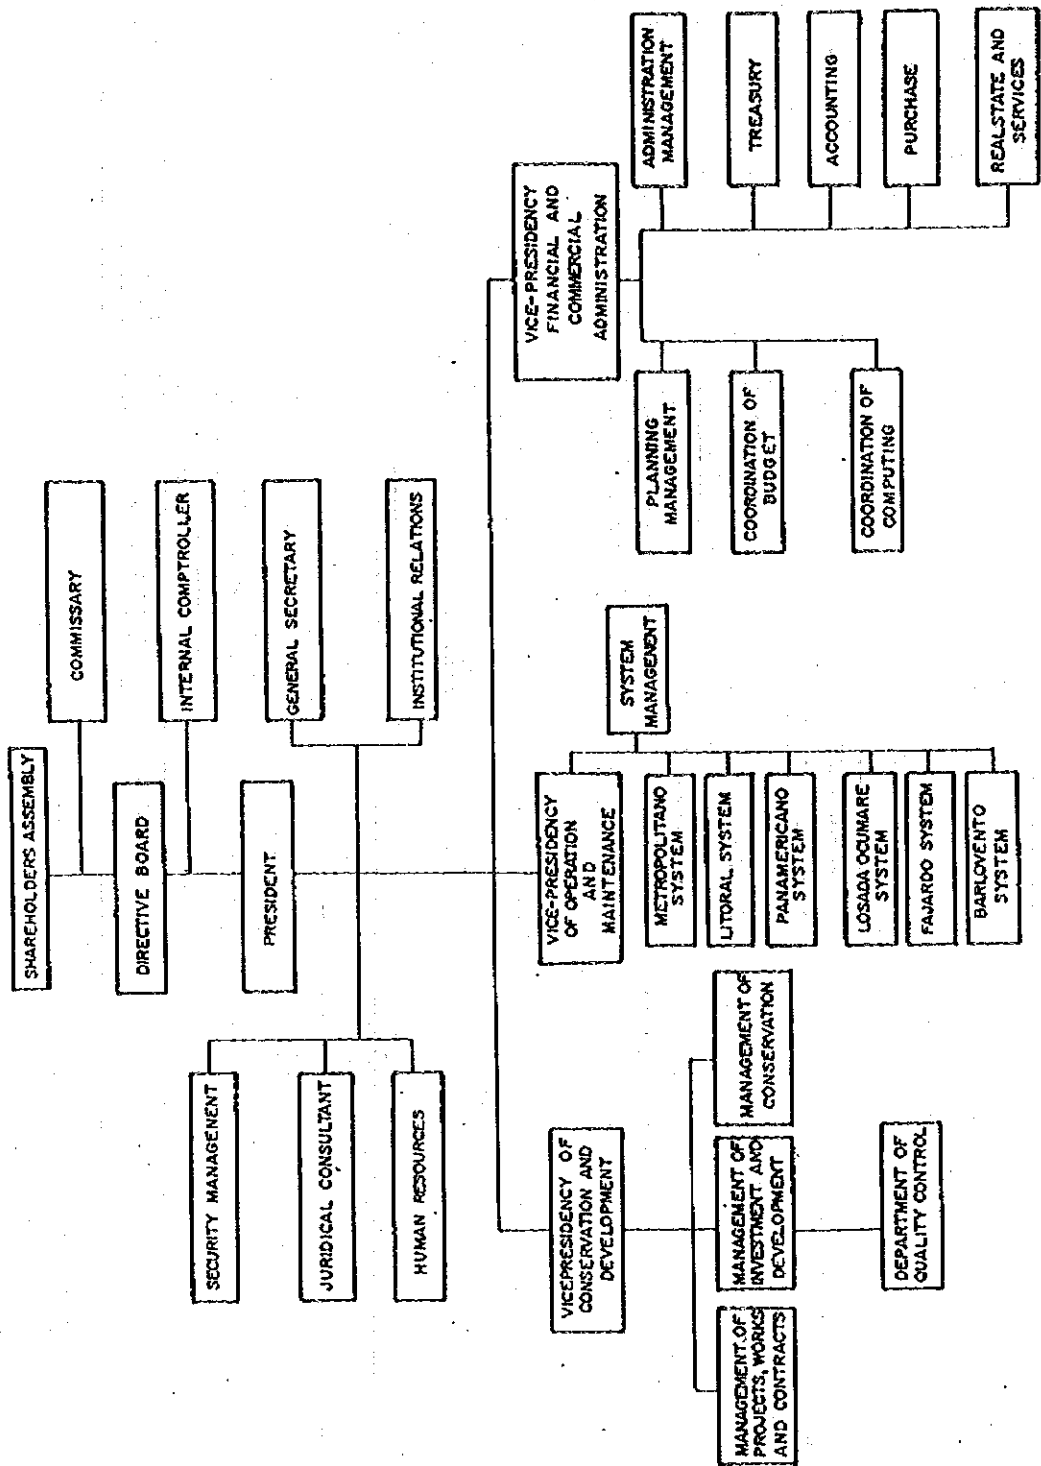 SHAREHOLDERS ASSEMBLY
COMMISSARY
DIRECTIVE BOARD
INTERNAL COMPTROLLER
PRESIDENT
SECURITY MANAGEMENT
JURIDICAL CONSULTANT
HUMAN RESOURCES
GENERAL SECRETARY
INSTITUTIONAL RELATIONS
VICEPRESIDENCY OF
CONSERVATION AND
DEVELOPMENT
MANAGEMENT OF
PROJECTS, WORKS
AND CONTRACTS
MANAGEMENT OF
INVESTMENT AND
DEVELOPMENT
MANAGEMENT OF
CONSERVATION
DEPARTMENT OF
QUALITY CONTROL
VICE-PRESIDENCY
OF OPERATION
AND
MAINTENANCE
SYSTEM
MANAGEMENT
METROPOLITANO
SYSTEM
LITORAL SYSTEM
PANAMERICANO
SYSTEM
LOSADA OCUMARE
SYSTEM
FAJARDO SYSTEM
BARLOVENTO
SYSTEM
VICE-PRESIDENCY
FINANCIAL AND
COMMERCIAL
ADMINISTRATION
PLANNING
MANAGEMENT
COORDINATION OF
BUDGET
COORDINATION OF
COMPUTING
ADMINISTRATION
MANAGEMENT
TREASURY
ACCOUNTING
PURCHASE
REALSTATE AND
SERVICES